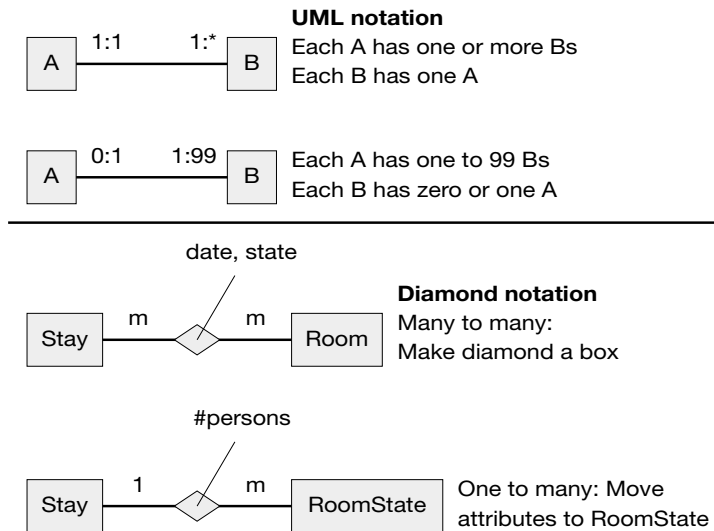 UML notation
1:1 1:*
A B
Each A has one or more Bs
Each B has one A
0:1 1:99
A B
Each A has one to 99 Bs
Each B has zero or one A
date, state
Diamond notation
m m
Stay Room
Many to many:
Make diamond a box
#persons
1 m
Stay RoomState
One to many: Move
attributes to RoomState